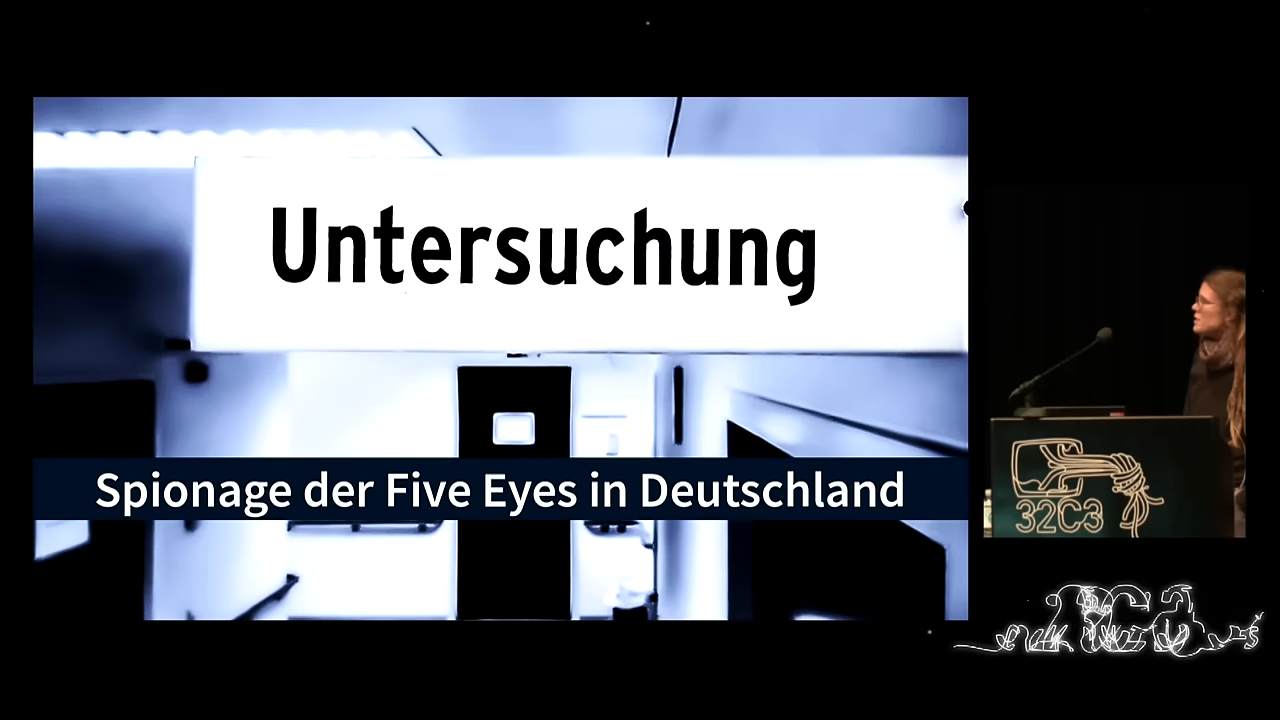 Untersuchung
Spionage der Five Eyes in Deutschland
32C3